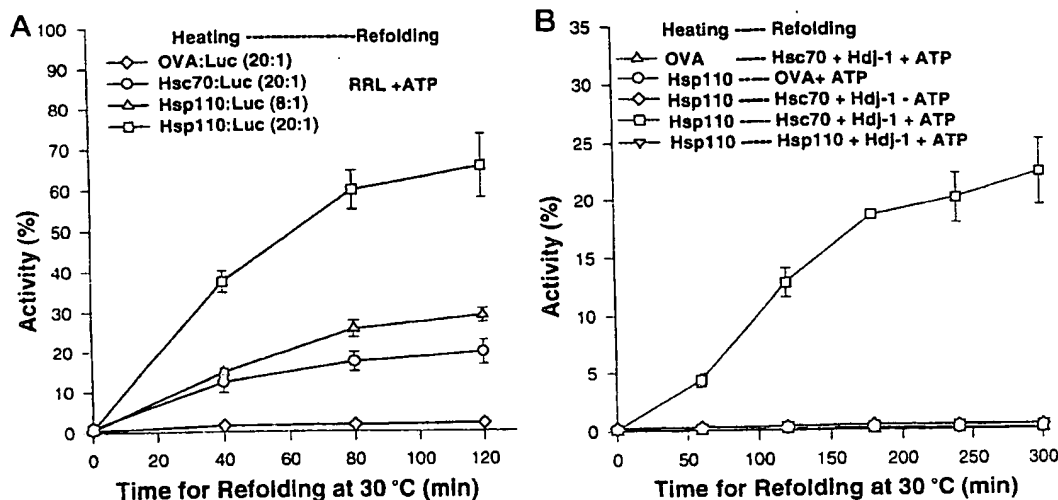 A
Heating Refolding
OVA:Luc (20:1)
Hsc70:Luc (20:1)
RRL +ATP
Hsp110:Luc (8:1)
Hsp110:Luc (20:1)
100
90
80
70
60
50
40
30
20
10
0
Activity (%)
0 20 40 60 80 100 120
Time for Refolding at 30 °C (min)
B
Heating Refolding
OVA Hsc70 + Hdj-1 + ATP
Hsp110 OVA+ ATP
Hsp110 Hsc70 + Hdj-1 - ATP
Hsp110 Hsc70 + Hdj-1 + ATP
Hsp110 Hsp110 + Hdj-1 + ATP
35
30
25
20
15
10
5
0
Activity (%)
0 50 100 150 200 250 300
Time for Refolding at 30 °C (min)